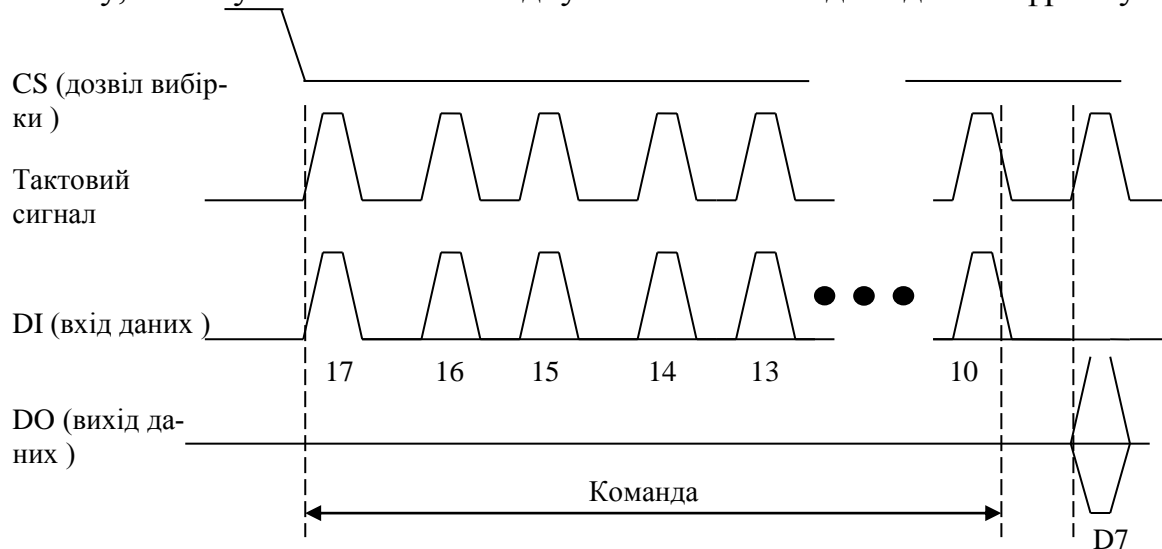 CS (дозвіл вибір-
ки )
Тактовий
сигнал
DI (вхід даних )
17 16 15 14 13 10
DO (вихід да-
них )
Команда
D7